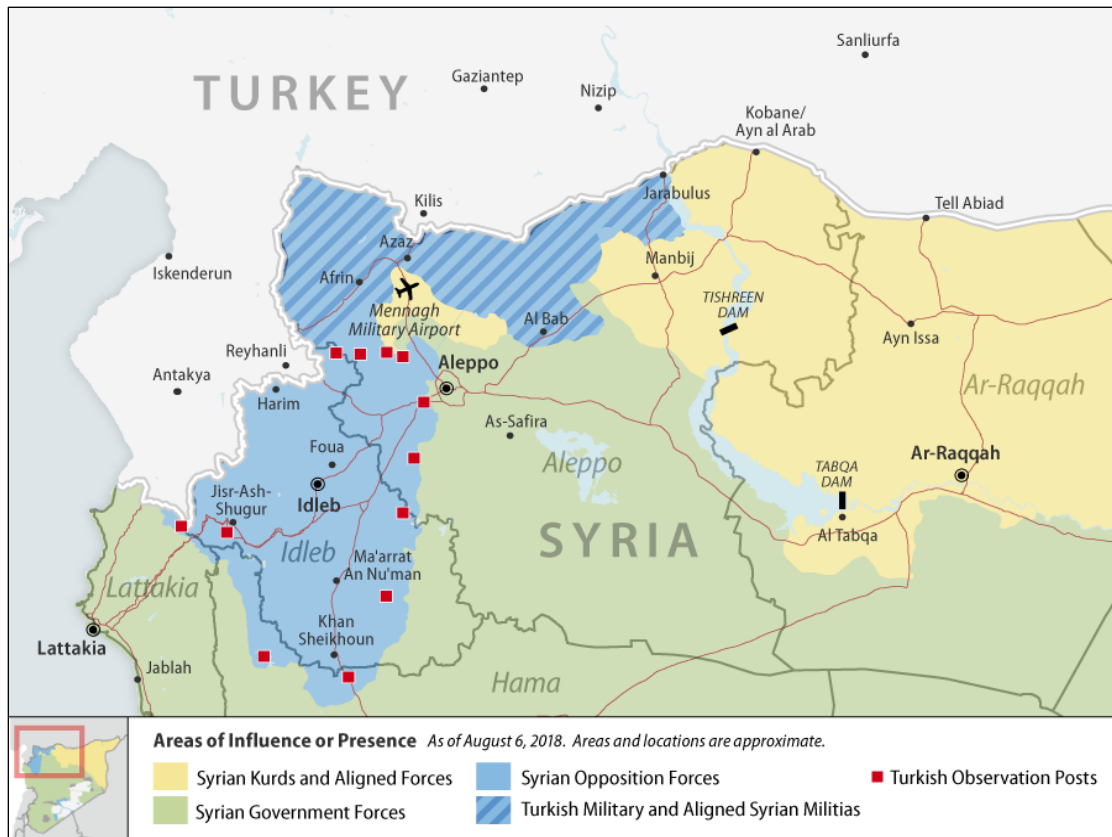 Sanliurfa
Gaziantep
TURKEY
Nizip
Kobane/
Ayn al Arab
Kilis
Jarabulus
Tell Abiad
Azaz
Iskenderun
Afrin
Manbij
Mennagh
Military Airport
TISHREEN
DAM
Al Bab
Ayn Issa
Reyhanli
Aleppo
Antakya
Harim
Ar-Raqqah
As-Safira
Foua
Aleppo
Ar-Raqqah
Idleb
TABQA
DAM
Jisr-Ash-
Shugur
SYRIA
Al Tabqa
Idleb
Ma'arrat
An Nu'man
Lattakia
Khan
Sheikhoun
Lattakia
Jablah
Hama
Areas of Influence or Presence As of August 6, 2018. Areas and locations are approximate.
Syrian Kurds and Aligned Forces
Syrian Opposition Forces
Turkish Observation Posts
Syrian Government Forces
Turkish Military and Aligned Syrian Militias